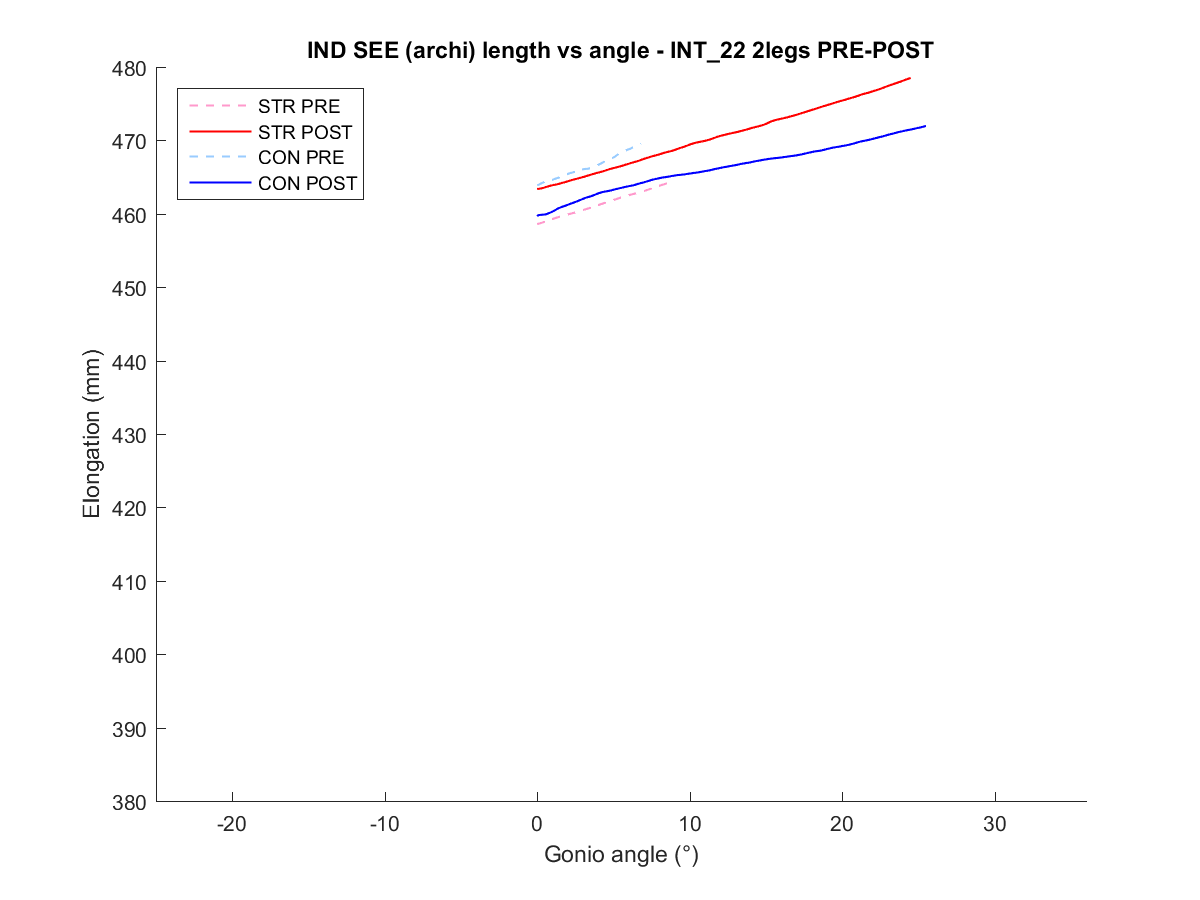 IND SEE (archi) length vs angle - INT_22 2legs PRE-POST
STR PRE
STR POST
CON PRE
CON POST
480
470
460
450
440
430
420
410
400
390
380
Elongation (mm)
-20
-10
0
10
20
30
Gonio angle (°)